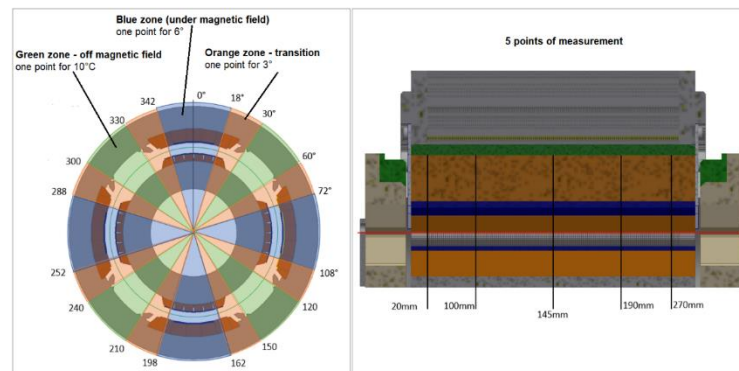 Blue zone (under magnetic field)
one point for 6°
Green zone - off magnetic field
one point for 10°C
Orange zone - transition
one point for 3°
0°
18°
30°
60°
72°
108°
120
150
162
198
210
240
252
288
300
330
342
5 points of measurement
20mm
100mm
145mm
190mm
270mm